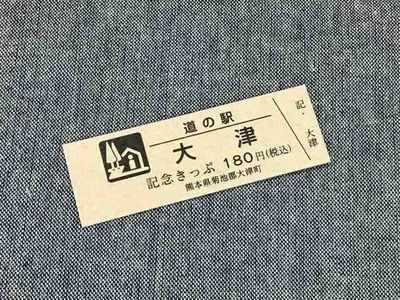 道の駅
大津
記念きっぷ 180円(税込)
熊本県菊池郡大津町
記・大津